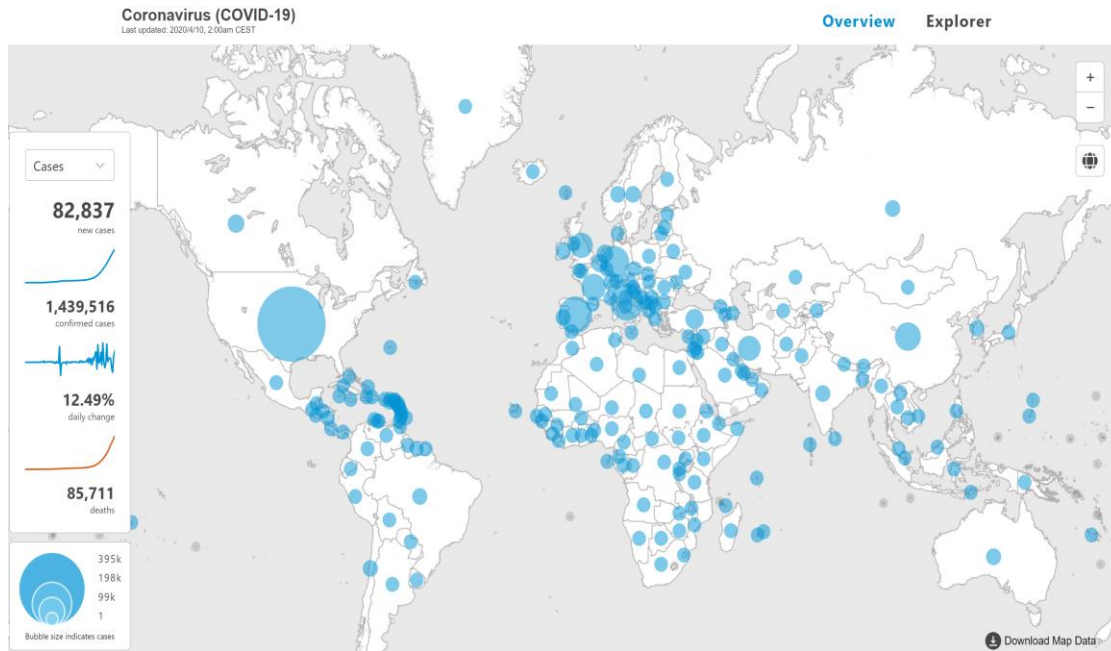 Coronavirus (COVID-19)
Last updated: 2020/4/10, 2:00am CEST
Overview Explorer
+
−
Cases
82,837
new cases
1,439,516
confirmed cases
12.49%
daily change
85,711
deaths
395k
198k
99k
1
Bubble size indicates cases
Download Map Data